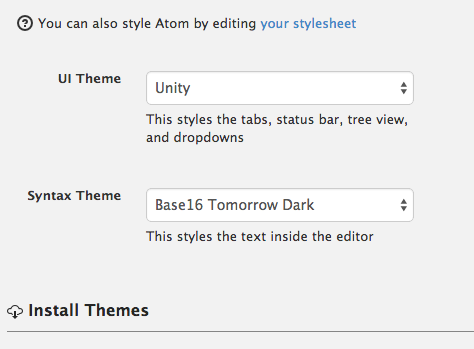 You can also style Atom by editing your stylesheet
UI Theme
Unity
This styles the tabs, status bar, tree view,
and dropdowns
Syntax Theme
Base16 Tomorrow Dark
This styles the text inside the editor
Install Themes